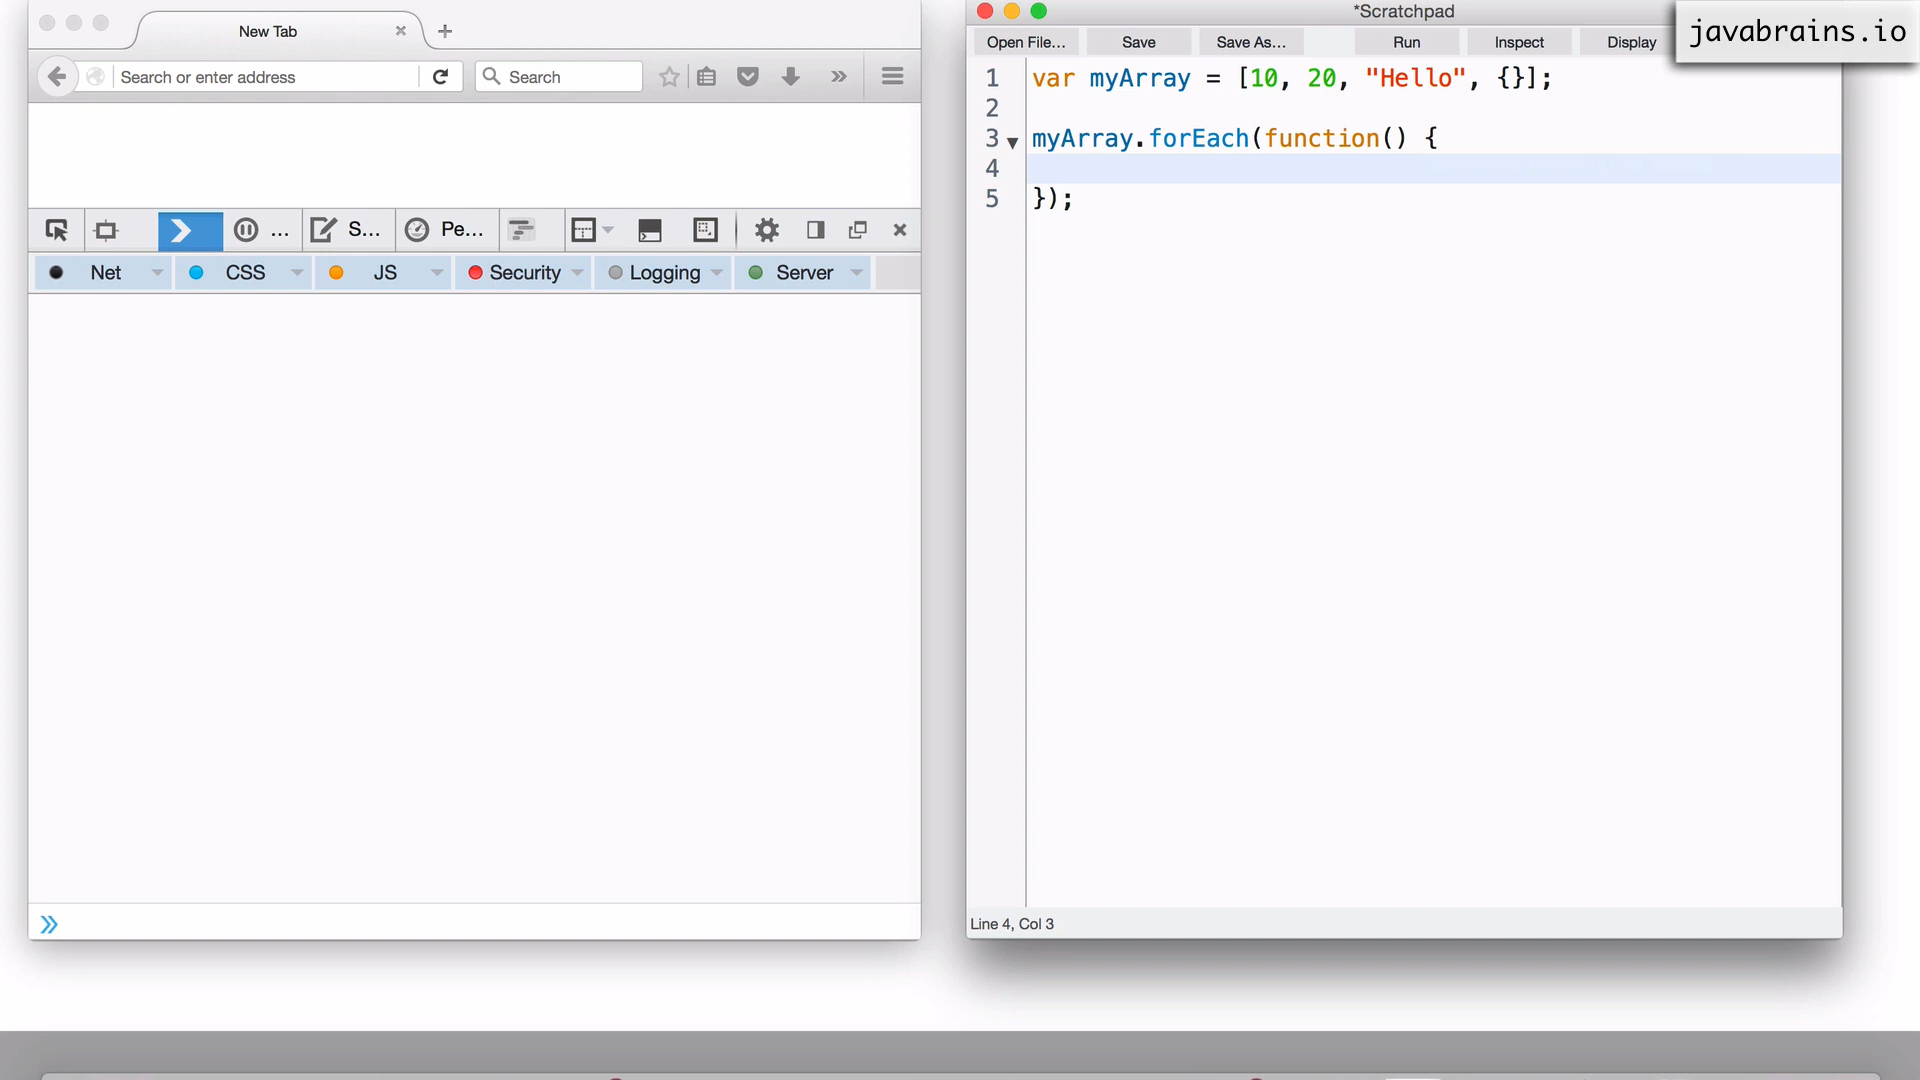 New Tab
Search or enter address
Search
... S... Pe...
Net CSS JS Security Logging Server
*Scratchpad
javabrains.io
Open File... Save Save As... Run Inspect Display
1 var myArray = [10, 20, "Hello", {}];
2
3 myArray.forEach(function() {
4
5 });
Line 4, Col 3